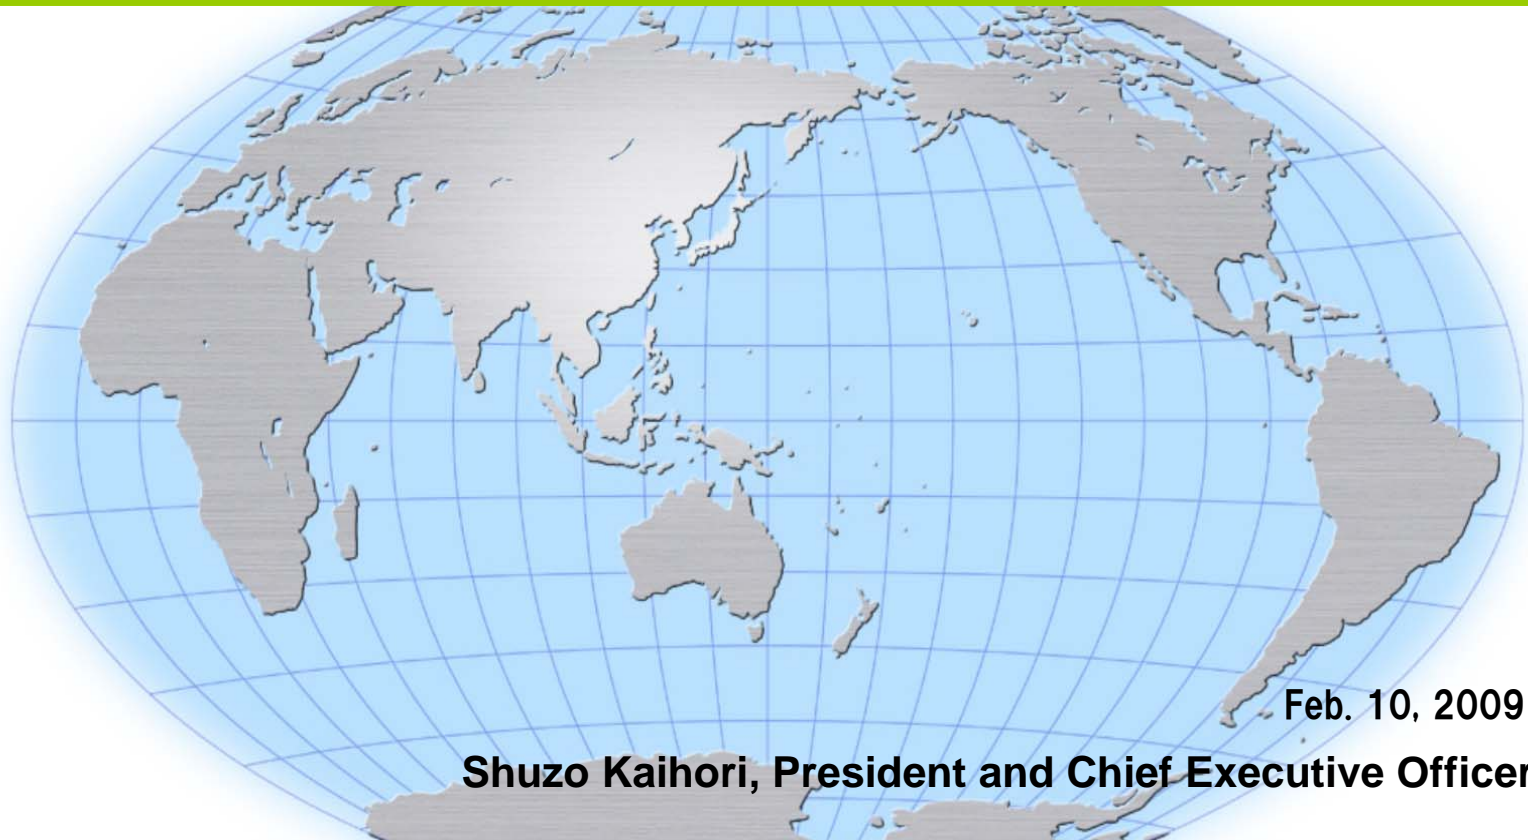 Feb. 10, 2009
Shuzo Kaihori, President and Chief Executive Officer